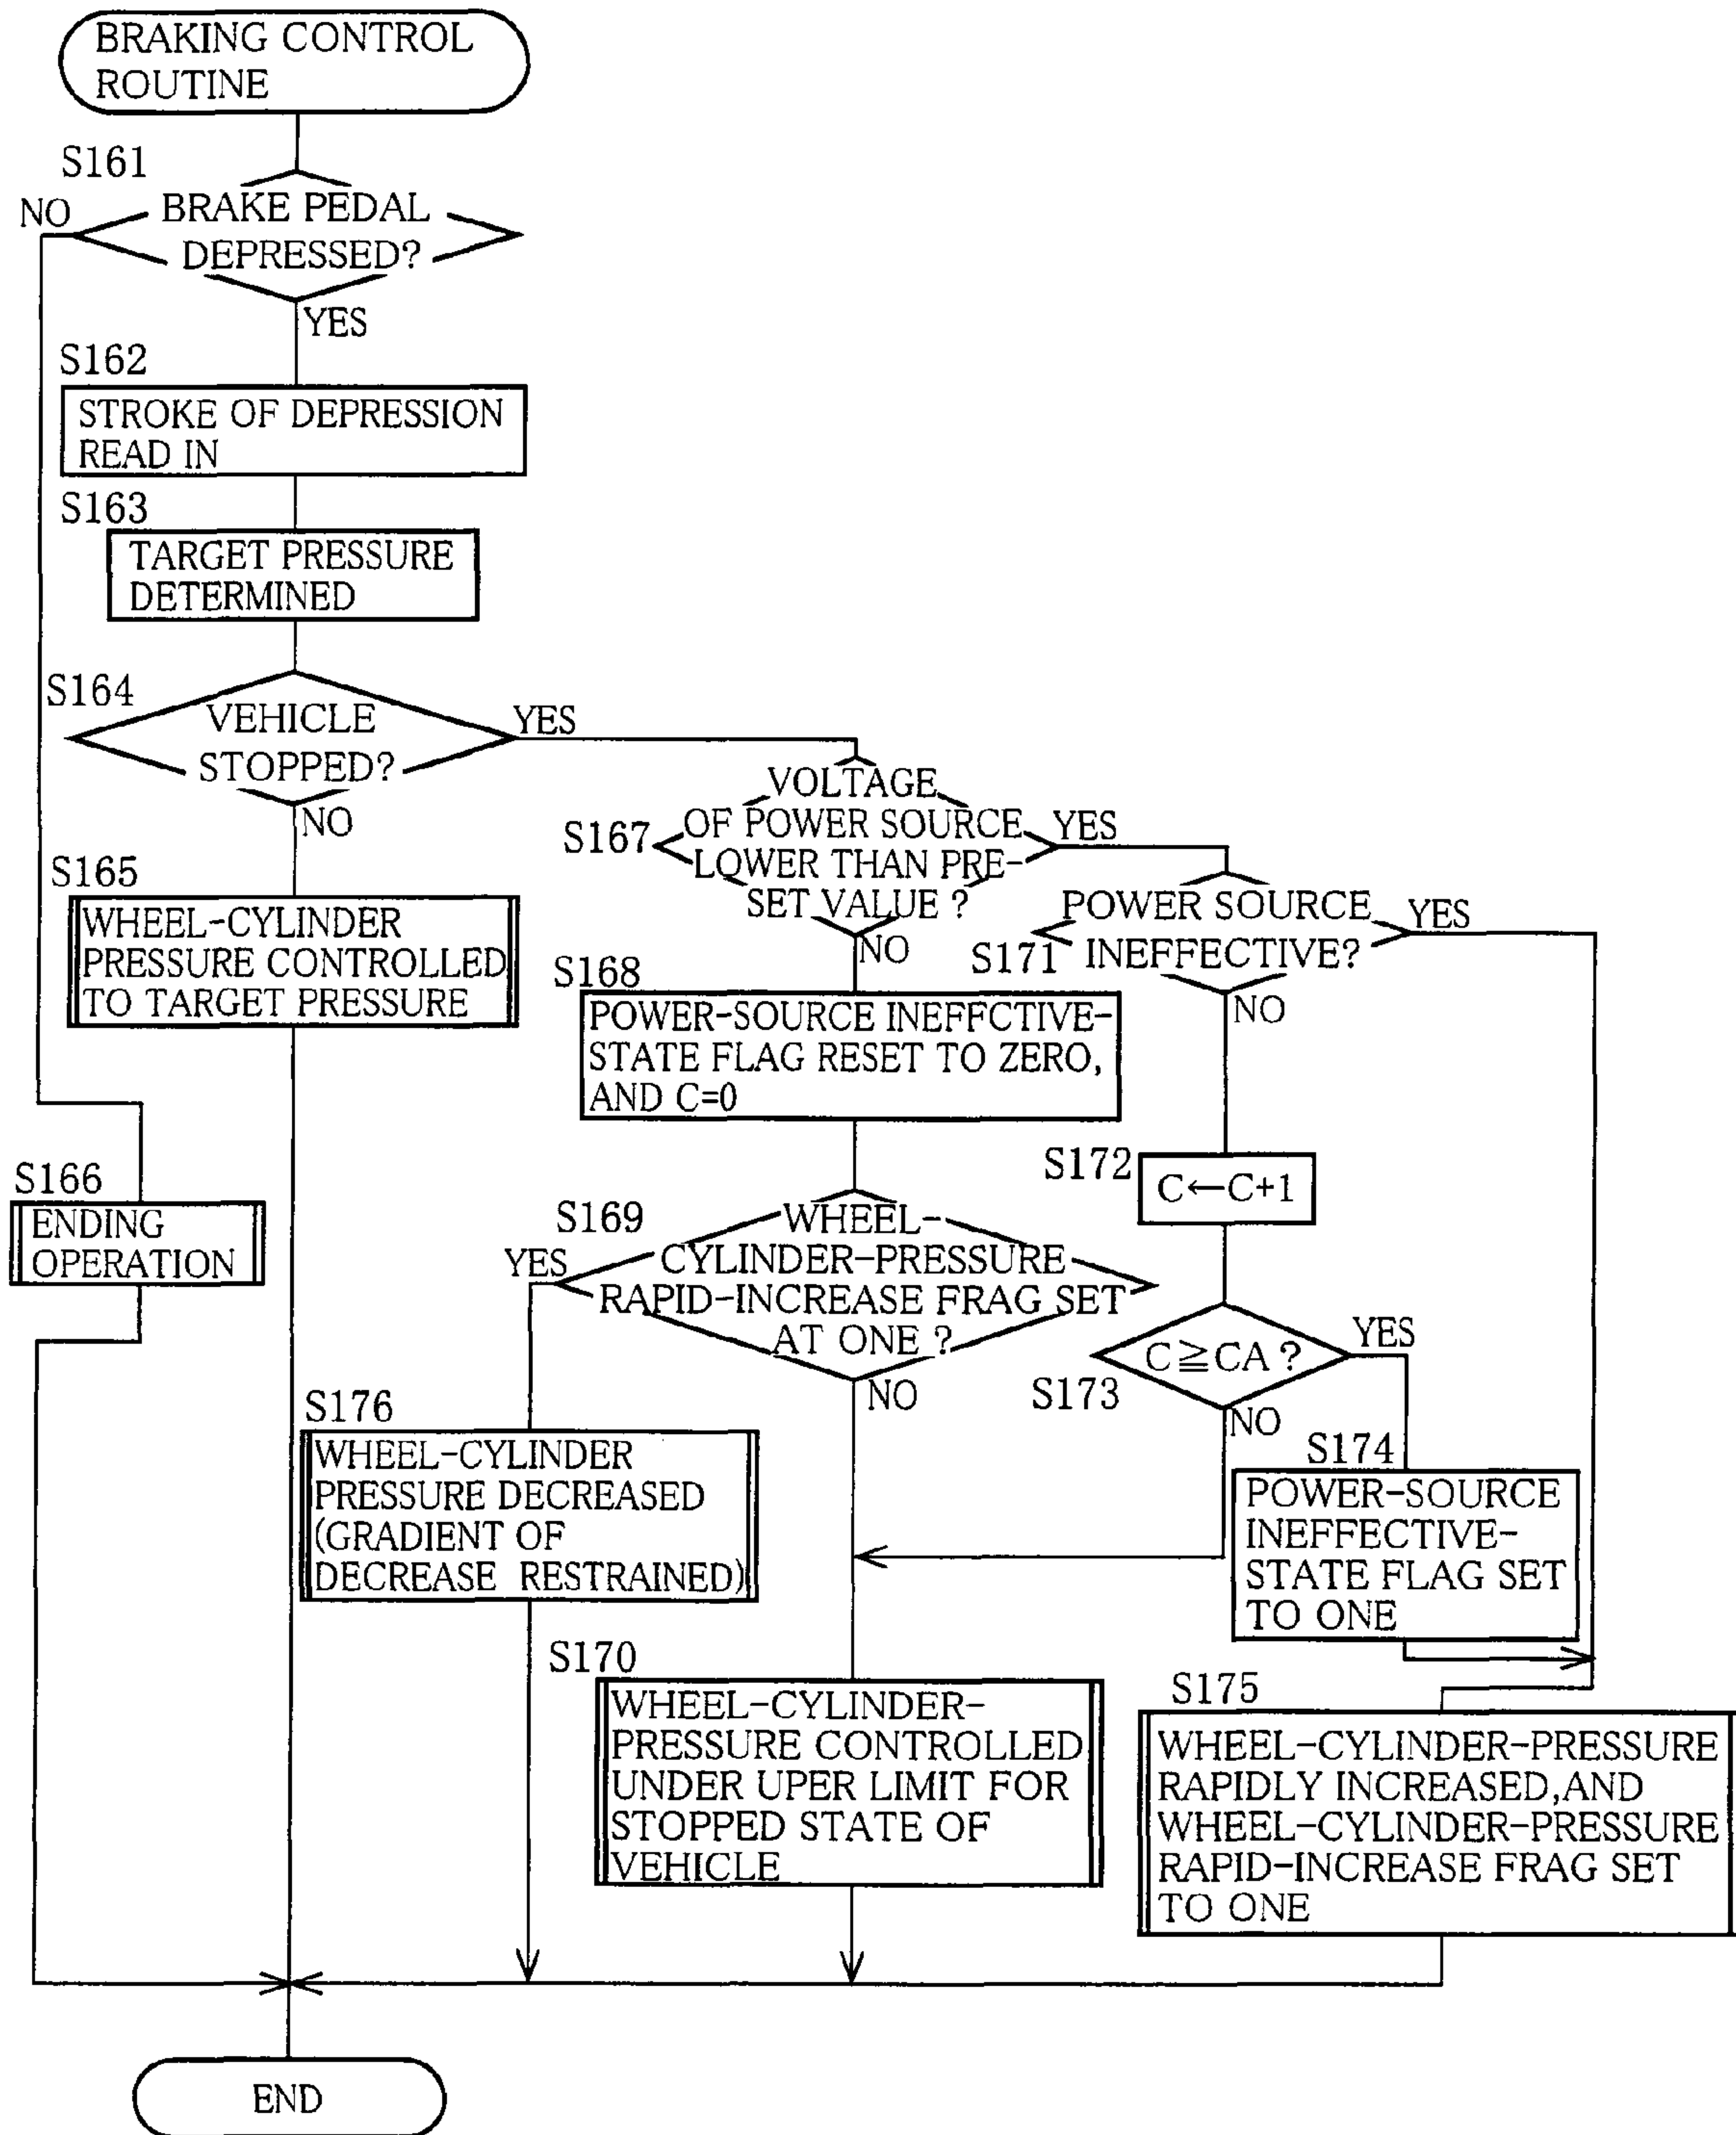 BRAKING CONTROL
ROUTINE
S161
NO
BRAKE PEDAL
DEPRESSED?
YES
S162
STROKE OF DEPRESSION
READ IN
S163
TARGET PRESSURE
DETERMINED
S164
VEHICLE
STOPPED?
YES
NO
S165
WHEEL-CYLINDER
PRESSURE CONTROLLED
TO TARGET PRESSURE
S166
ENDING
OPERATION
S167
VOLTAGE
OF POWER SOURCE
LOWER THAN PRE-
SET VALUE ?
YES
NO
S168
POWER-SOURCE INEFFCTIVE-
STATE FLAG RESET TO ZERO,
AND C=0
S169
YES
WHEEL-
CYLINDER-PRESSURE
RAPID-INCREASE FRAG SET
AT ONE ?
NO
S176
WHEEL-CYLINDER
PRESSURE DECREASED
(GRADIENT OF
DECREASE RESTRAINED)
S170
WHEEL-CYLINDER-
PRESSURE CONTROLLED
UNDER UPER LIMIT FOR
STOPPED STATE OF
VEHICLE
S171
POWER SOURCE
INEFFECTIVE?
YES
NO
S172
C←C+1
S173
C≧CA ?
YES
NO
S174
POWER-SOURCE
INEFFECTIVE-
STATE FLAG SET
TO ONE
S175
WHEEL-CYLINDER-PRESSURE
RAPIDLY INCREASED,AND
WHEEL-CYLINDER-PRESSURE
RAPID-INCREASE FRAG SET
TO ONE
END